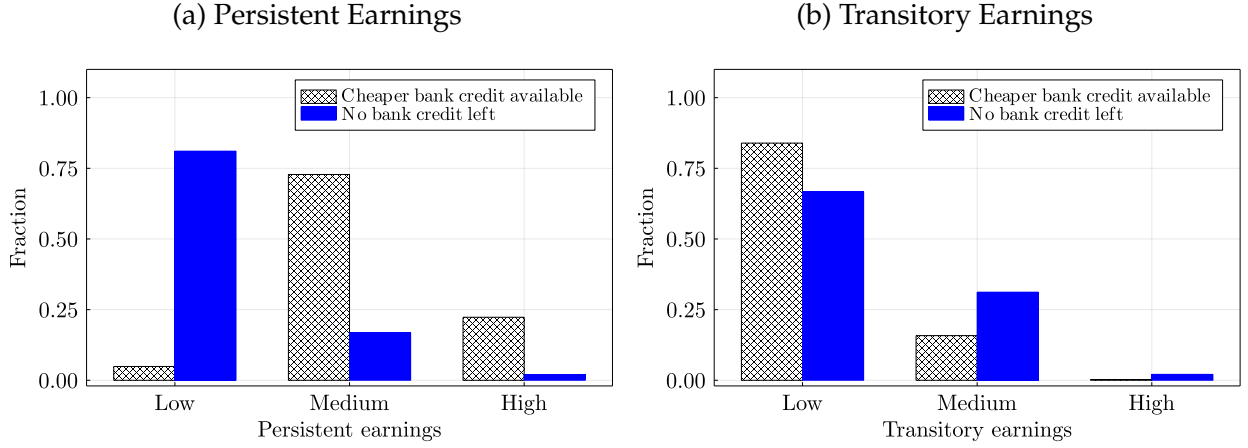 (a) Persistent Earnings
Cheaper bank credit available
No bank credit left
1.00
0.75
0.50
0.25
0.00
Fraction
Low Medium High
Persistent earnings
(b) Transitory Earnings
Cheaper bank credit available
No bank credit left
1.00
0.75
0.50
0.25
0.00
Fraction
Low Medium High
Transitory earnings